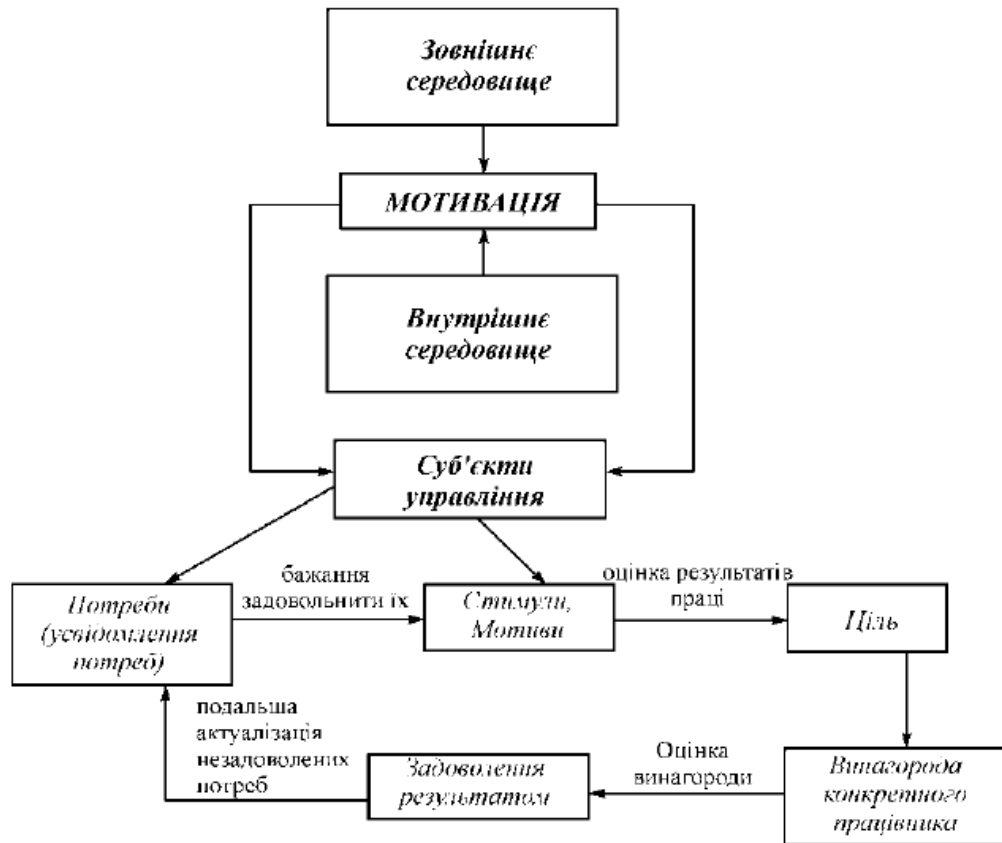 Зовнішнє
середовище
МОТИВАЦІЯ
Внутрішнє
середовище
Суб'єкти
управління
бажання
задовольнити їх
оцінка результатів
праці
Потреби
(усвідомлення
потреб)
Стимули,
Мотиви
Ціль
подальша
актуалізація
незадоволених
потреб
Задоволення
результатом
Оцінка
винагороди
Винагорода
конкретного
працівника